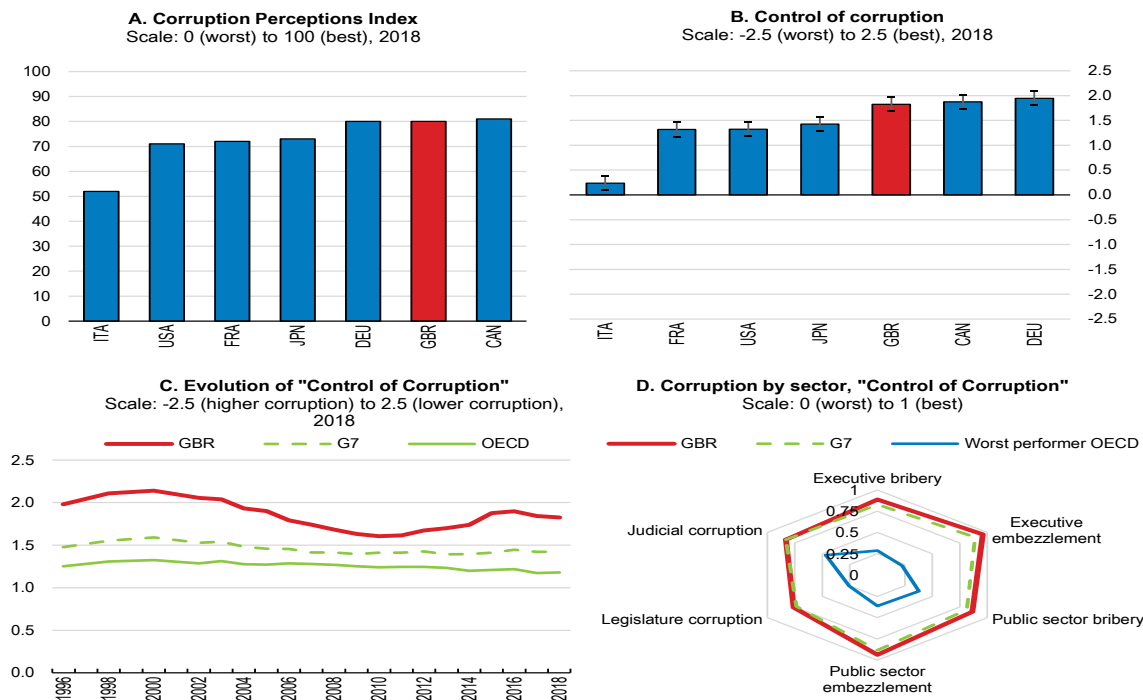 A. Corruption Perceptions Index
Scale: 0 (worst) to 100 (best), 2018
100
90
80
70
60
50
40
30
20
10
0
ITA
USA
FRA
JPN
DEU
GBR
CAN
B. Control of corruption
Scale: -2.5 (worst) to 2.5 (best), 2018
2.5
2.0
1.5
1.0
0.5
0.0
-0.5
-1.0
-1.5
-2.0
-2.5
ITA
FRA
USA
JPN
GBR
CAN
DEU
C. Evolution of "Control of Corruption"
Scale: -2.5 (higher corruption) to 2.5 (lower corruption),
2018
GBR
G7
OECD
2.5
2.0
1.5
1.0
0.5
0.0
1996
1998
2000
2002
2004
2006
2008
2010
2012
2014
2016
2018
D. Corruption by sector, "Control of Corruption"
Scale: 0 (worst) to 1 (best)
GBR
G7
Worst performer OECD
Executive bribery
1
0.75
0.5
0.25
0
Executive
embezzlement
Public sector bribery
Public sector
embezzlement
Legislature corruption
Judicial corruption